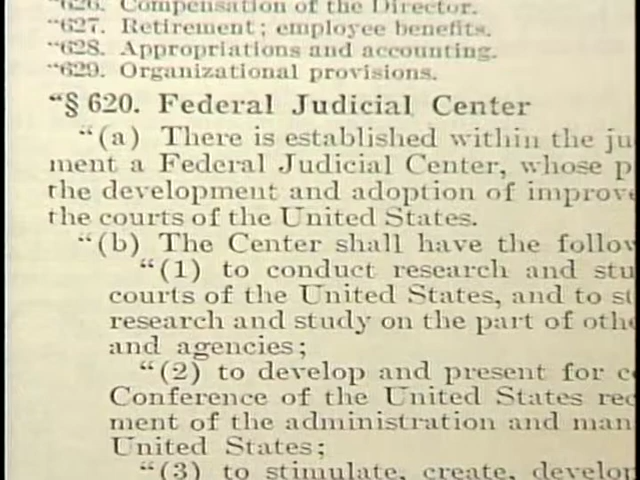 "626. Compensation of the Director.
"627. Retirement; employee benefits.
"628. Appropriations and accounting.
"629. Organizational provisions.
"§ 620. Federal Judicial Center
"(a) There is established within the ju
ment a Federal Judicial Center, whose p
the development and adoption of improve
the courts of the United States.
"(b) The Center shall have the follow
"(1) to conduct research and stu
courts of the United States, and to st
research and study on the part of othe
and agencies;
"(2) to develop and present for c
Conference of the United States rec
ment of the administration and man
United States;
"(3) to stimulate, create, develop